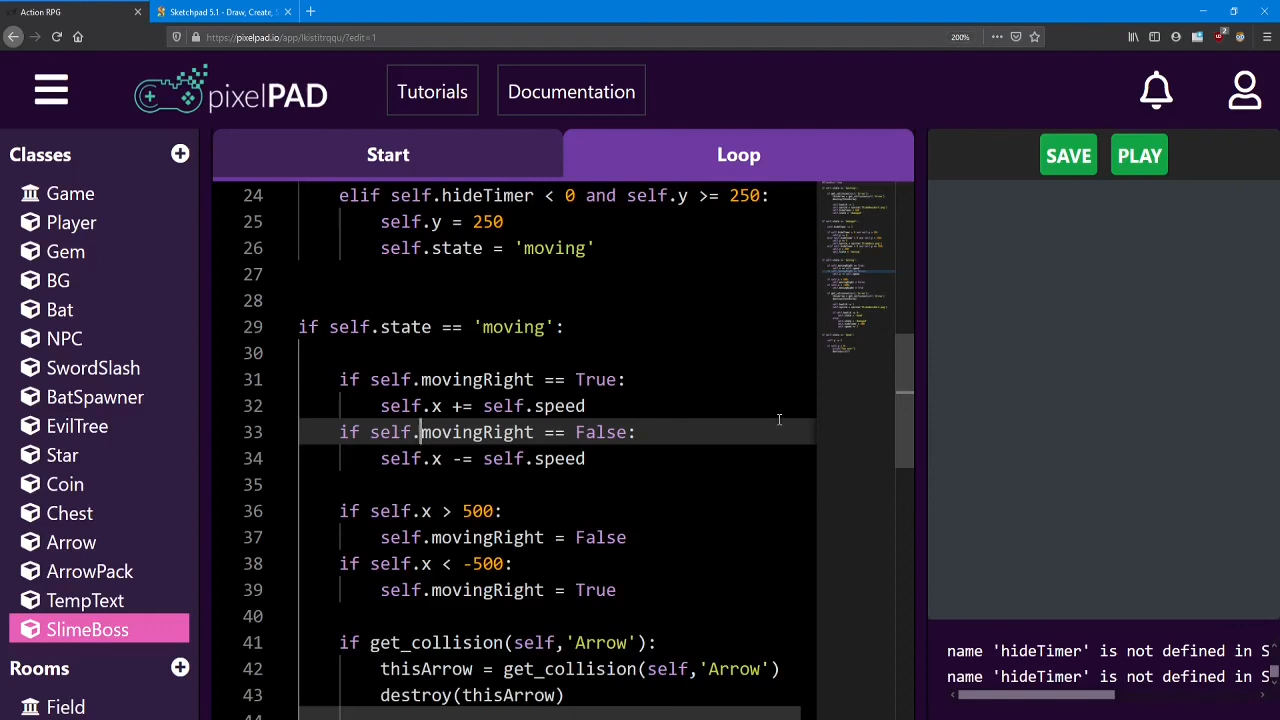 Action RPG
Sketchpad 5.1 - Draw, Create, S
https://pixelpad.io/app/lkistitrqqu/?edit=1
200%
2
pixelPAD
Tutorials
Documentation
Classes
Game
Player
Gem
BG
Bat
NPC
SwordSlash
BatSpawner
EvilTree
Star
Coin
Chest
Arrow
ArrowPack
TempText
SlimeBoss
Rooms
Field
Start
Loop
24 elif self.hideTimer < 0 and self.y >= 250:
25 self.y = 250
26 self.state = 'moving'
27
28
29 if self.state == 'moving':
30
31 if self.movingRight == True:
32 self.x += self.speed
33 if self.movingRight == False:
34 self.x -= self.speed
35
36 if self.x > 500:
37 self.movingRight = False
38 if self.x < -500:
39 self.movingRight = True
40
41 if get_collision(self,'Arrow'):
42 thisArrow = get_collision(self,'Arrow')
43 destroy(thisArrow)
SAVE
PLAY
name 'hideTimer' is not defined in S
name 'hideTimer' is not defined in S